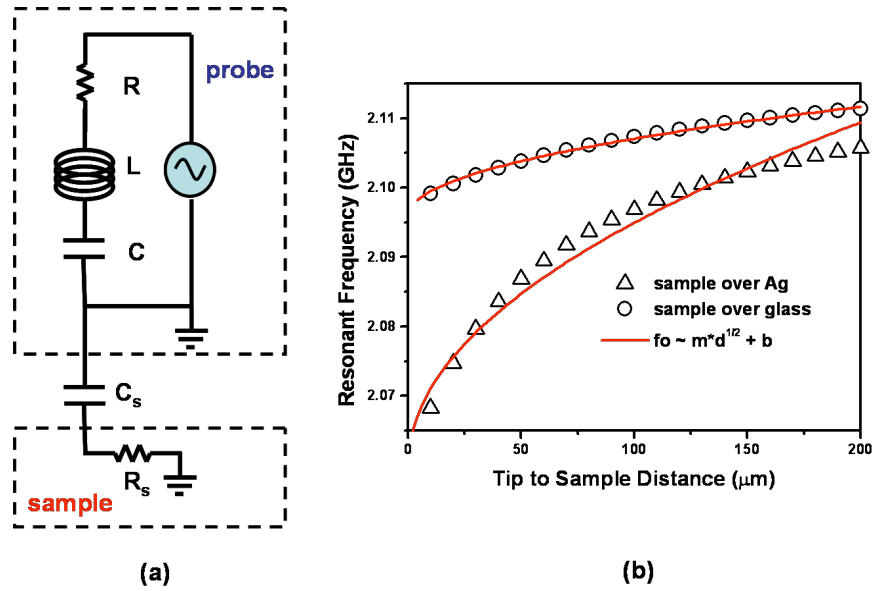 probe
R
L
C
Cs
Rs
sample
(a)
Resonant Frequency (GHz)
2.11
2.10
2.09
2.08
2.07
0
50
100
150
200
Tip to Sample Distance (μm)
sample over Ag
sample over glass
fo ~ m*d^1/2 + b
(b)